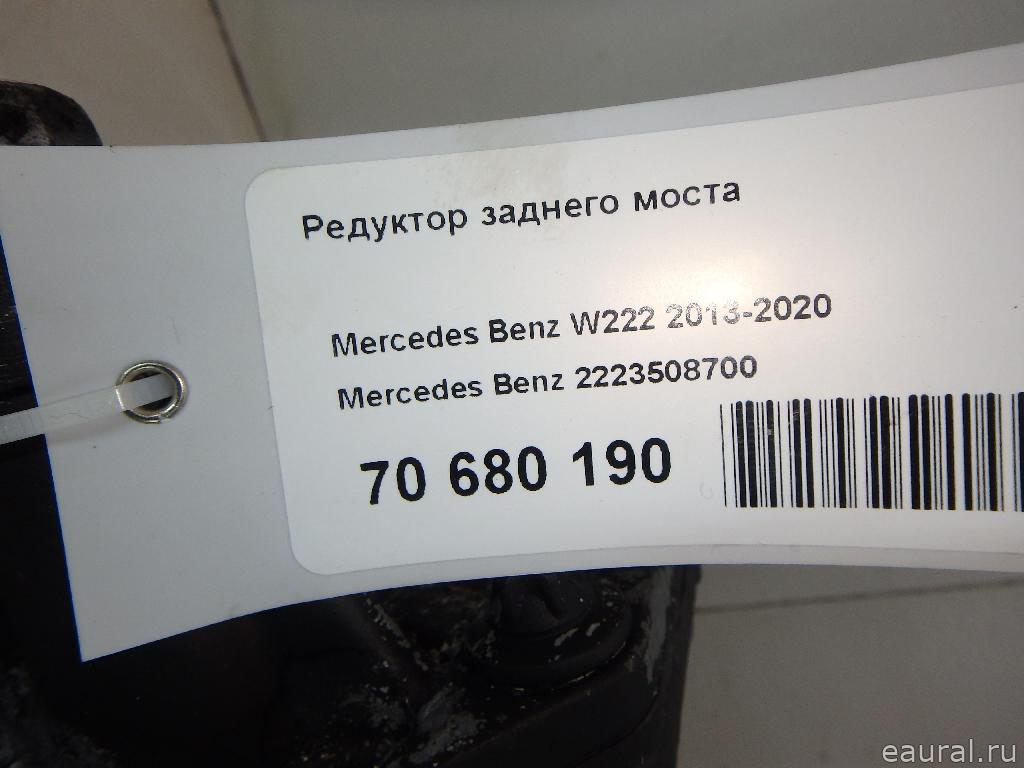 Редуктор заднего моста
Mercedes Benz W222 2013-2020
Mercedes Benz 2223508700
70 680 190
eaural.ru